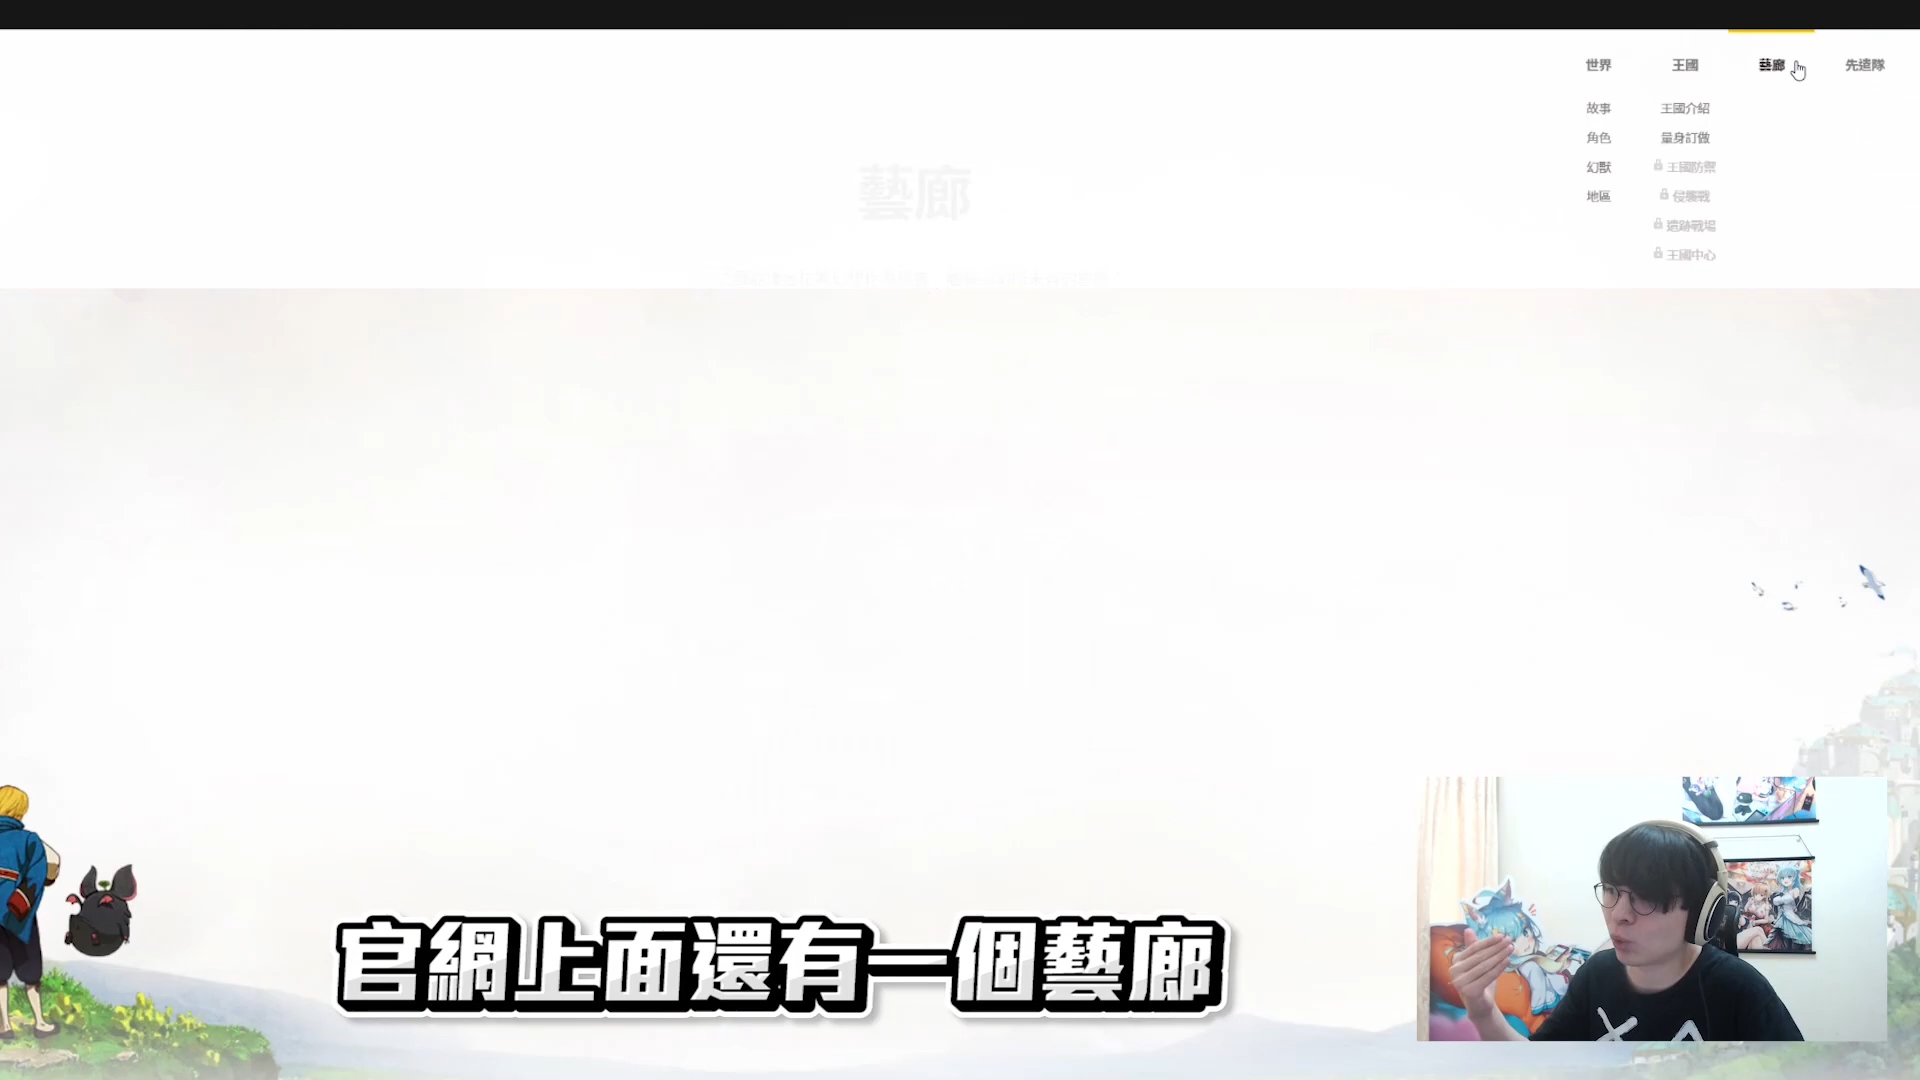 世界
王國
藝廊
先遣隊
故事
王國介紹
角色
量身訂做
幻獸
王國防禦
地區
侵襲戰
遺跡戰場
王國中心
藝廊
官網上面還有一個藝廊